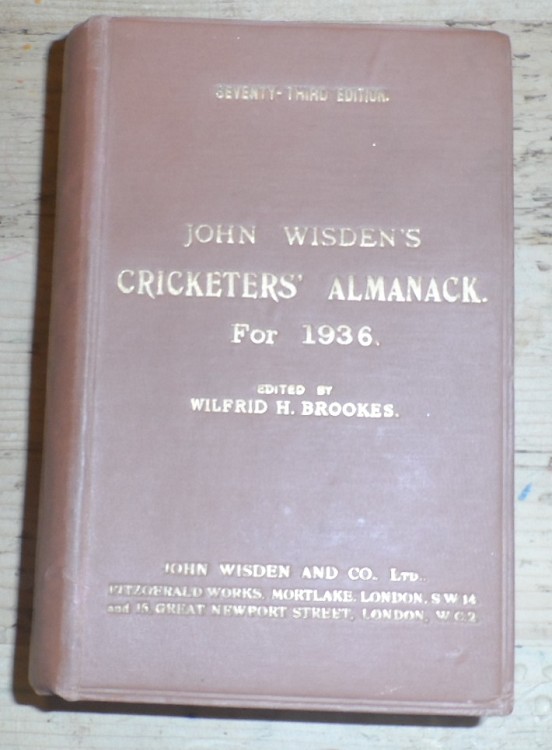 SEVENTY-THIRD EDITION.
JOHN WISDEN'S
CRICKETERS' ALMANACK.
For 1936.
EDITED BY
WILFRID H. BROOKES.
JOHN WISDEN AND CO. LTD.,
FITZGERALD WORKS, MORTLAKE, LONDON, S.W.14
and 15 GREAT NEWPORT STREET, LONDON, W.C.2.